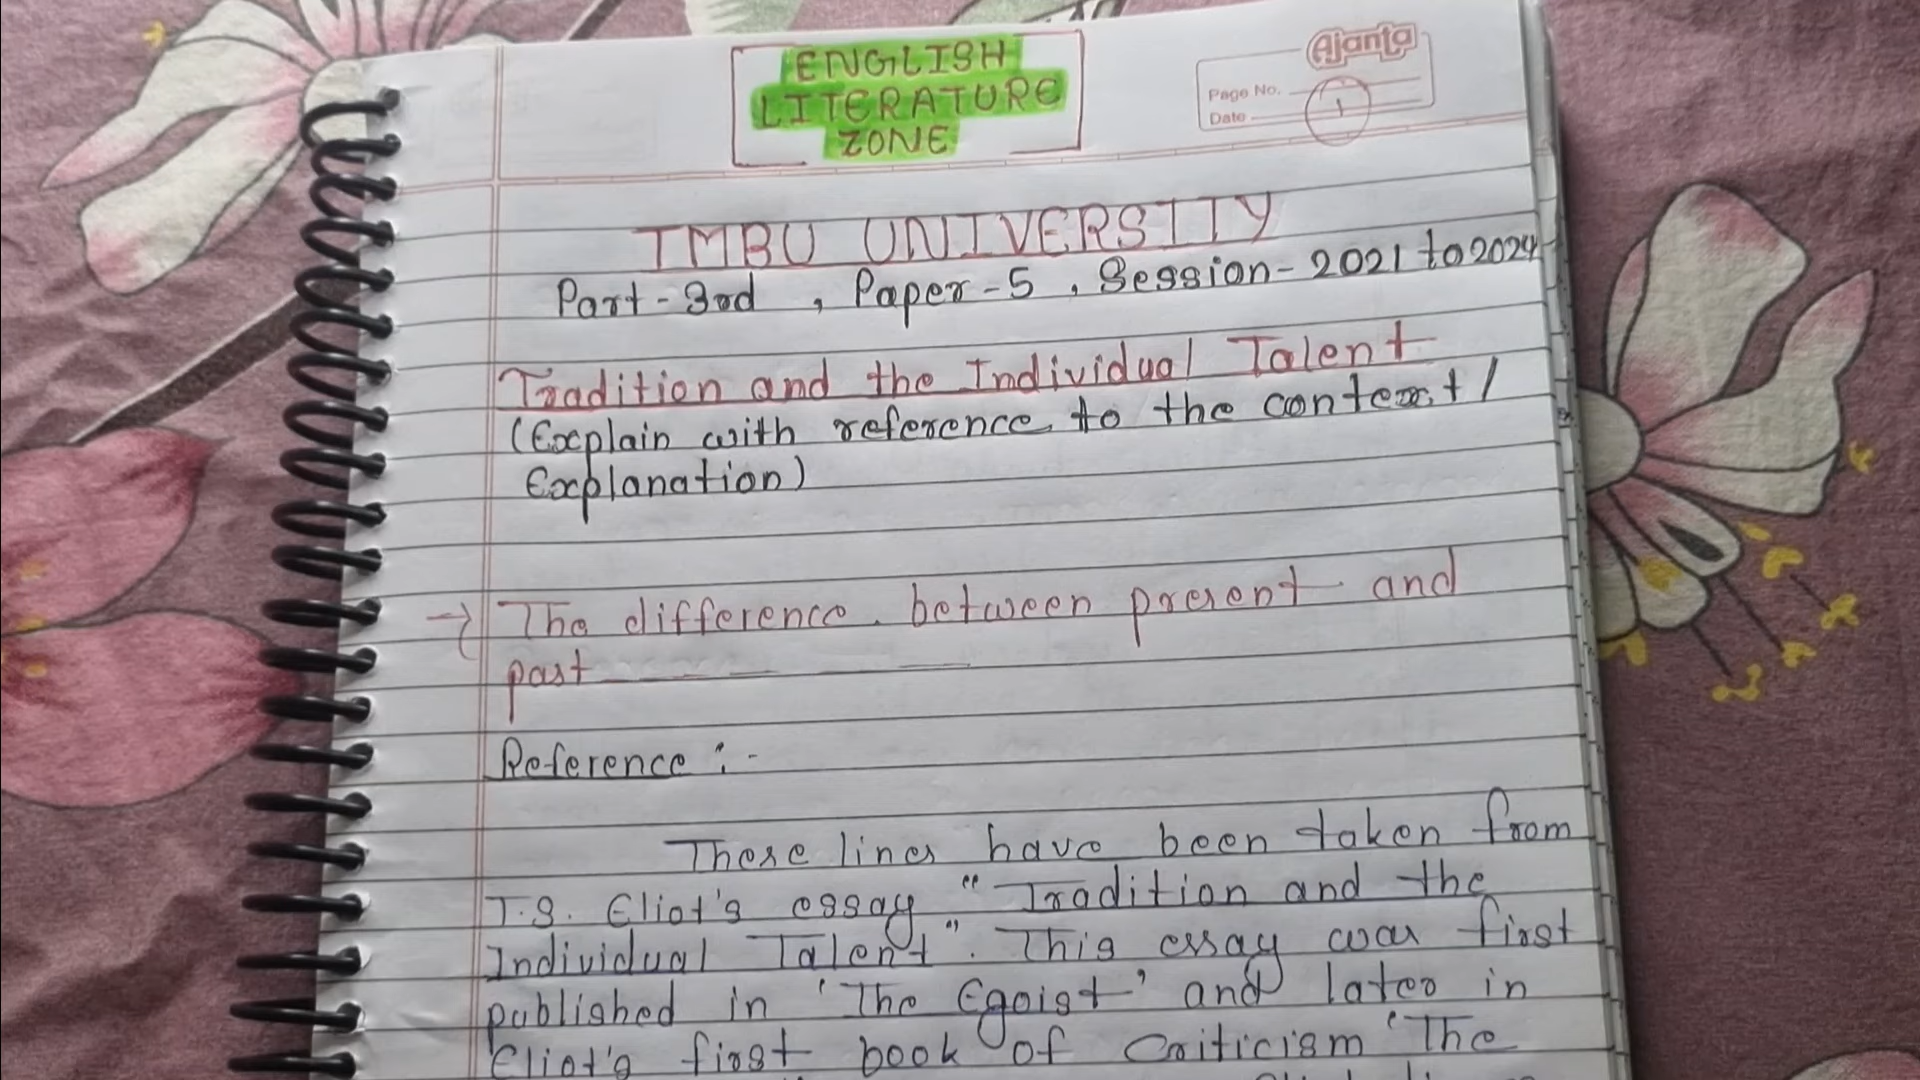 ENGLISH
LITERATURE
ZONE
Ajanta
Page No.
1
Date
TMBU UNIVERSITY
Part - 3rd , Paper - 5 , Session - 2021 to 2024
Tradition and the Individual Talent
(Explain with reference to the context /
Explanation)
→ The difference between present and
past
Reference :-
These lines have been taken from
T.S. Eliot's essay "Tradition and the
Individual Talent". This essay was first
published in 'The Egoist' and later in
Eliot's first book of Criticism 'The